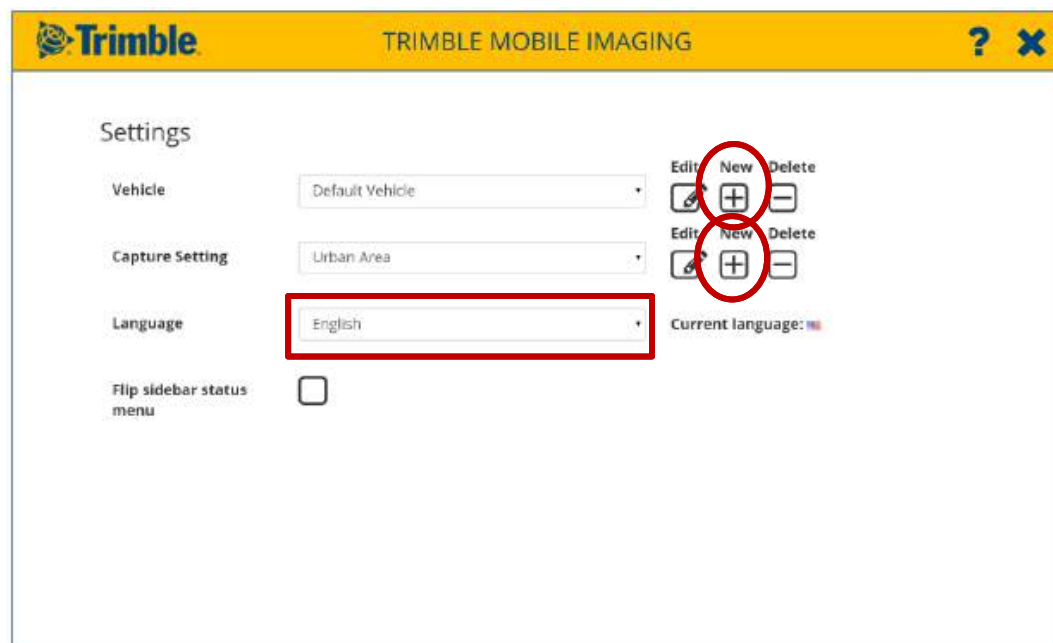 Trimble TRIMBLE MOBILE IMAGING ?
Settings
Edit New Delete
Vehicle Default Vehicle
Edit New Delete
Capture Setting Urban Area
Language English Current language:
Flip sidebar status
menu